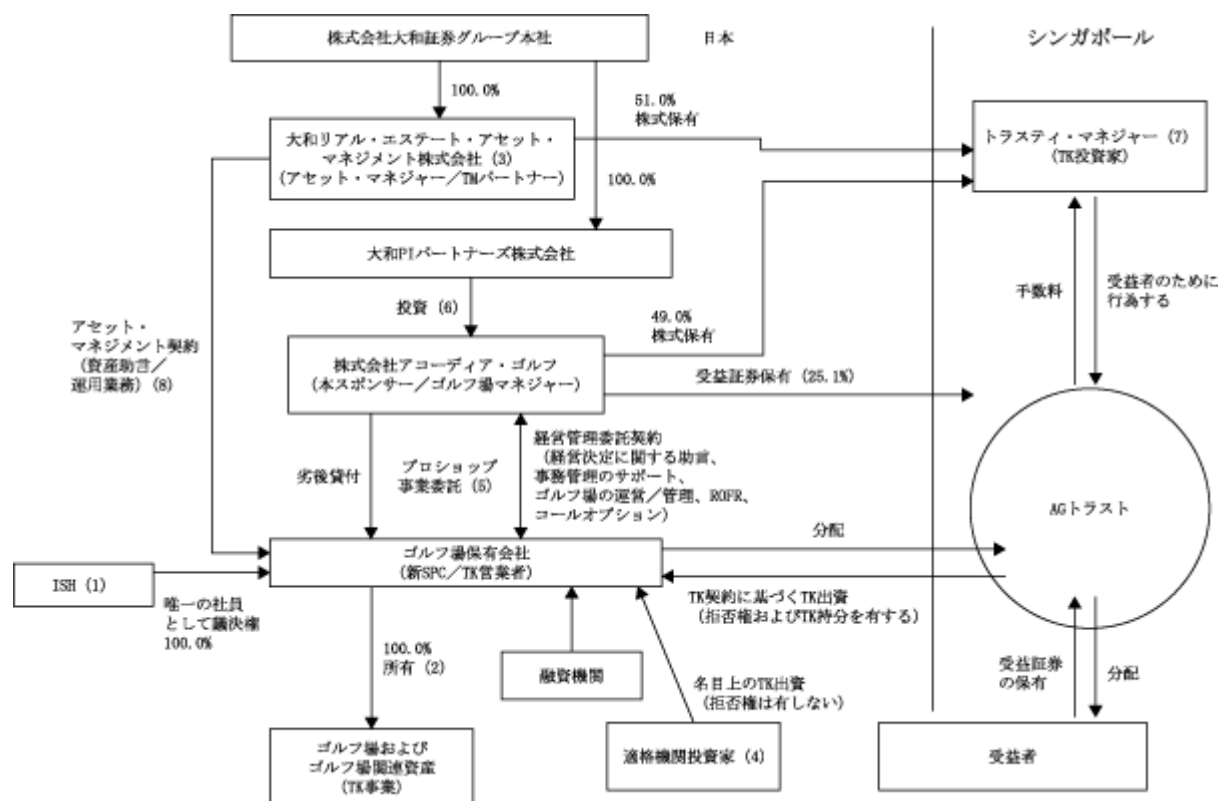 株式会社大和証券グループ本社
日本
シンガポール
100.0%
51.0%
株式保有
大和リアル・エステート・アセット・
マネジメント株式会社 (3)
(アセット・マネジャー／TMパートナー)
トラスティ・マネジャー (7)
(TK投資家)
100.0%
大和PIパートナーズ株式会社
手数料
受益者のために
行為する
投資 (6)
49.0%
株式保有
アセット・
マネジメント契約
(資産助言／
運用業務) (8)
株式会社アコーディア・ゴルフ
(本スポンサー／ゴルフ場マネジャー)
受益証券保有 (25.1%)
劣後貸付
プロショップ
事業委託 (5)
経営管理委託契約
(経営決定に関する助言、
事務管理のサポート、
ゴルフ場の運営／管理、ROFR、
コールオプション)
AGトラスト
分配
ゴルフ場保有会社
(新SPC／TK営業者)
ISH (1)
唯一の社員
として議決権
100.0%
TK契約に基づくTK出資
(拒否権およびTK持分を有する)
100.0%
所有 (2)
融資機関
名目上のTK出資
(拒否権は有しない)
受益証券
の保有
分配
ゴルフ場および
ゴルフ場関連資産
(TK事業)
適格機関投資家 (4)
受益者